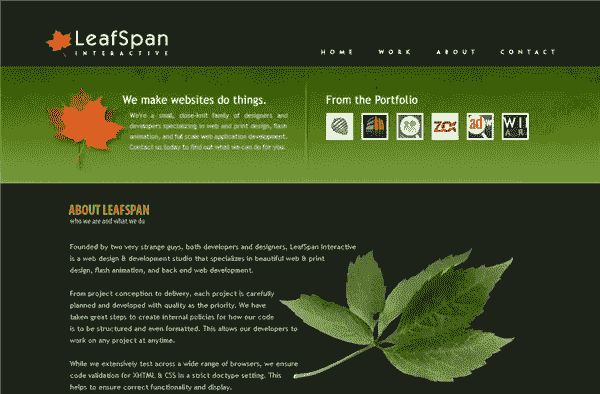 LeafSpan
INTERACTIVE
HOME WORK ABOUT CONTACT
We make websites do things.
We're a small, close-knit family of designers and
developers specializing in web and print design, flash
animation, and full scale web application development.
Contact us today to find out what we can do for you.
From the Portfolio
ZCX
ad
ABOUT LEAFSPAN
who we are and what we do
Founded by two very strange guys, both developers and designers, LeafSpan Interactive
is a web design & development studio that specializes in beautiful web & print
design, flash animation, and back end web development.
From project conception to delivery, each project is carefully
planned and developed with quality as the priority. We have
taken great steps to create internal policies for how our code
is to be structured and even formatted. This allows our developers to
work on any project at anytime.
While we extensively test across a wide range of browsers, we ensure
code validation for XHTML & CSS in a strict doctype setting. This
helps to ensure correct functionality and display.